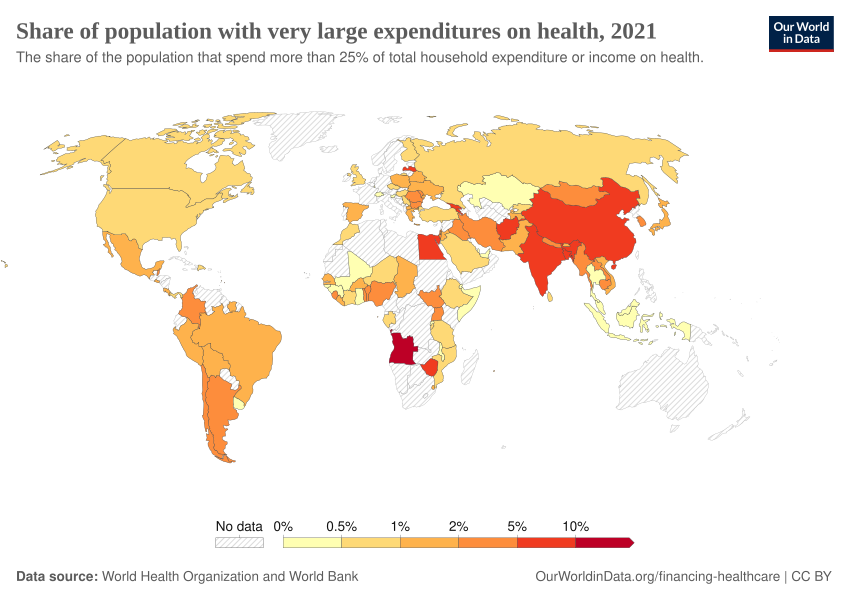 Share of population with very large expenditures on health, 2021
Our World
in Data
The share of the population that spend more than 25% of total household expenditure or income on health.
No data 0% 0.5% 1% 2% 5% 10%
Data source: World Health Organization and World Bank
OurWorldinData.org/financing-healthcare | CC BY